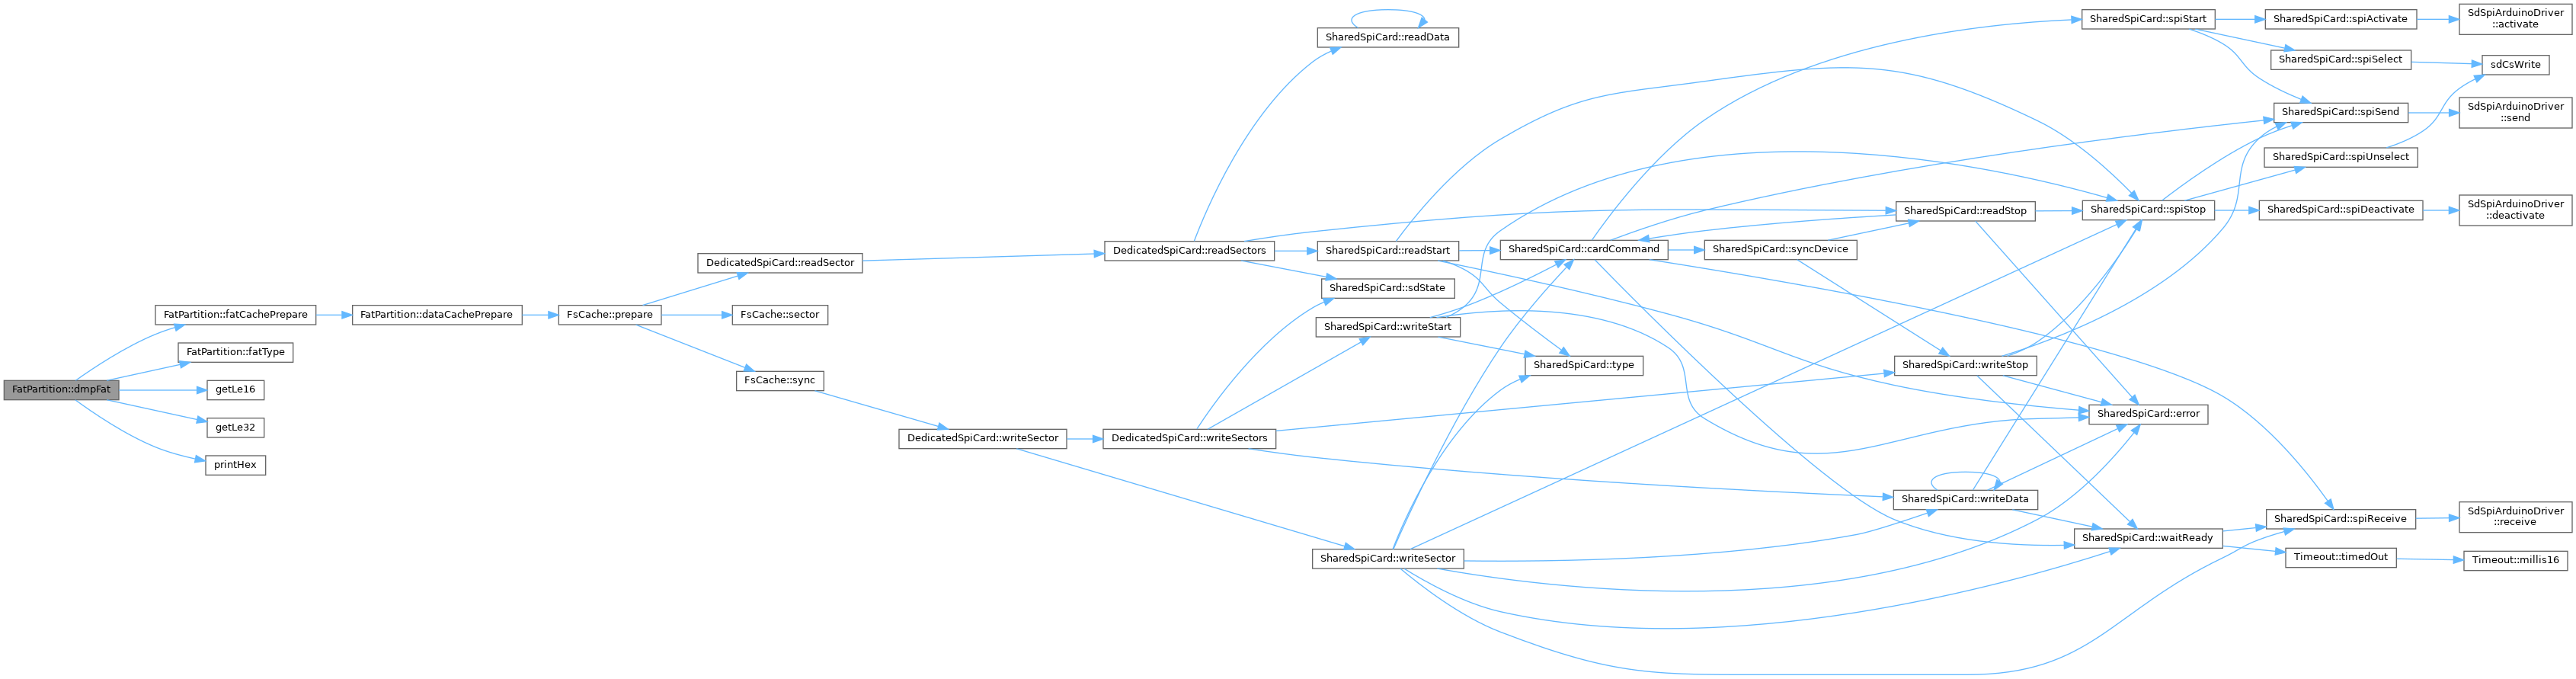 FatPartition::dmpFat
FatPartition::fatCachePrepare
FatPartition::fatType
getLe16
getLe32
printHex
FatPartition::dataCachePrepare
FsCache::prepare
DedicatedSpiCard::readSector
FsCache::sector
FsCache::sync
DedicatedSpiCard::writeSector
DedicatedSpiCard::readSectors
DedicatedSpiCard::writeSectors
SharedSpiCard::readData
SharedSpiCard::readStart
SharedSpiCard::sdState
SharedSpiCard::writeStart
SharedSpiCard::writeSector
SharedSpiCard::cardCommand
SharedSpiCard::type
SharedSpiCard::syncDevice
SharedSpiCard::readStop
SharedSpiCard::writeStop
SharedSpiCard::writeData
SharedSpiCard::spiStart
SharedSpiCard::spiStop
SharedSpiCard::error
SharedSpiCard::waitReady
SharedSpiCard::spiActivate
SharedSpiCard::spiSelect
SharedSpiCard::spiSend
SharedSpiCard::spiUnselect
SharedSpiCard::spiDeactivate
SharedSpiCard::spiReceive
Timeout::timedOut
SdSpiArduinoDriver
::activate
sdCsWrite
SdSpiArduinoDriver
::send
SdSpiArduinoDriver
::deactivate
SdSpiArduinoDriver
::receive
Timeout::millis16